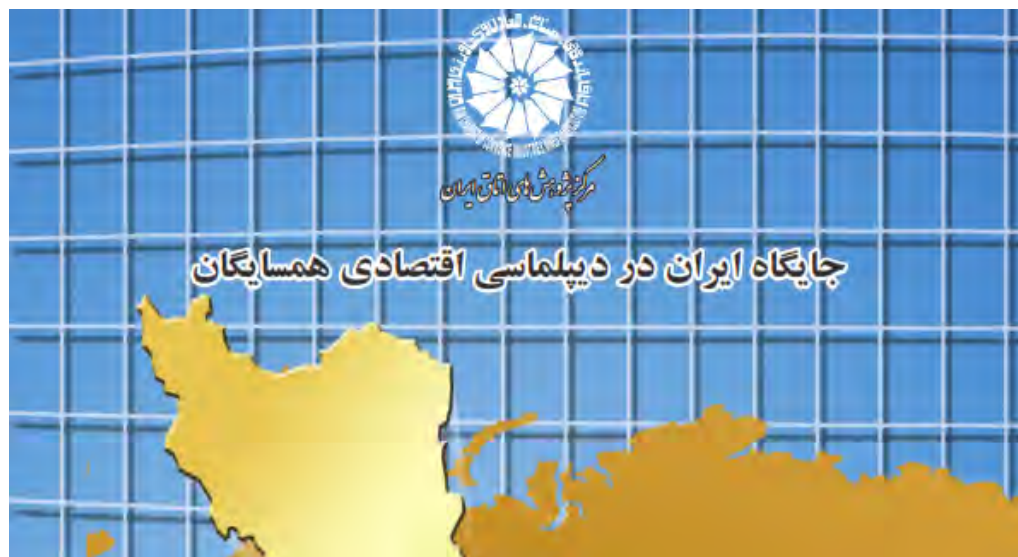 مرکز پژوهش های اتاق ایران
جایگاه ایران در دیپلماسی اقتصادی همسایگان